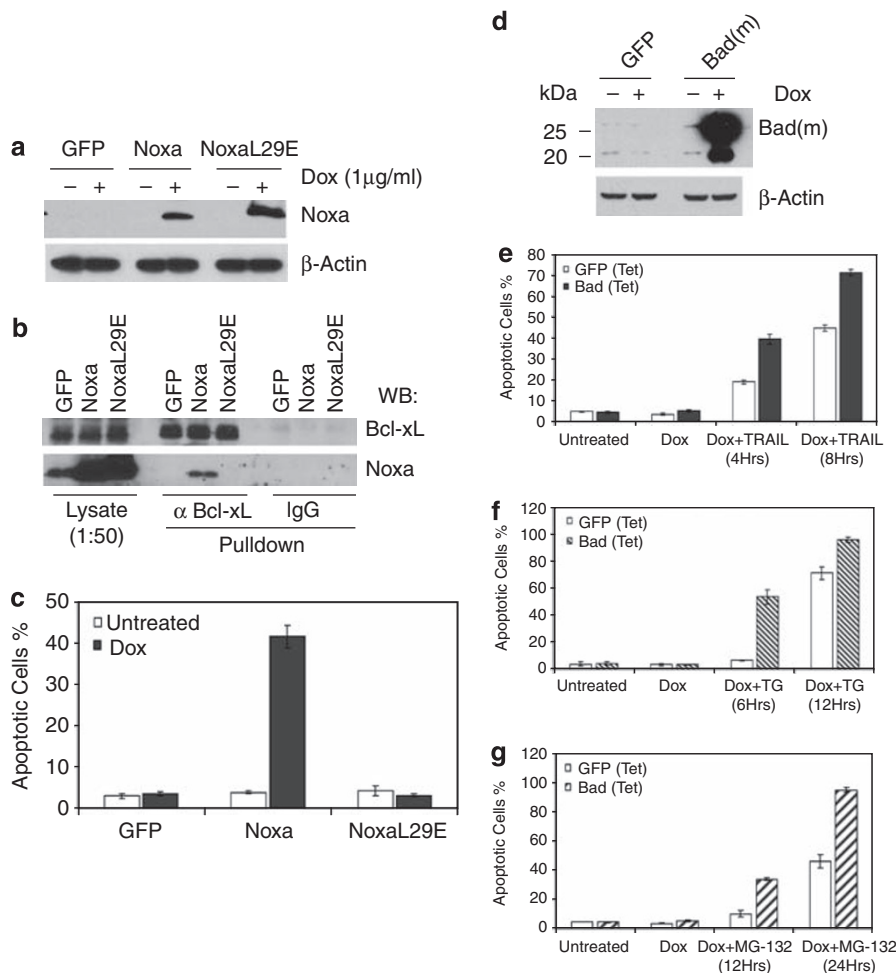 a
GFP Noxa NoxaL29E
− + − + − + Dox (1μg/ml)
Noxa
β-Actin
b
GFP Noxa NoxaL29E GFP Noxa NoxaL29E GFP Noxa NoxaL29E
WB:
Bcl-xL
Noxa
Lysate (1:50) α Bcl-xL IgG
Pulldown
c
Apoptotic Cells %
50
40
30
20
10
0
Untreated
Dox
GFP Noxa NoxaL29E
d
GFP Bad(m)
kDa − + − + Dox
25 Bad(m)
20
β-Actin
e
Apoptotic Cells %
80
70
60
50
40
30
20
10
0
GFP (Tet)
Bad (Tet)
Untreated Dox Dox+TRAIL Dox+TRAIL
(4Hrs) (8Hrs)
f
Apoptotic Cells %
120
100
80
60
40
20
0
GFP (Tet)
Bad (Tet)
Untreated Dox Dox+TG Dox+TG
(6Hrs) (12Hrs)
g
Apoptotic Cells %
120
100
80
60
40
20
0
GFP (Tet)
Bad (Tet)
Untreated Dox Dox+MG-132 Dox+MG-132
(12Hrs) (24Hrs)